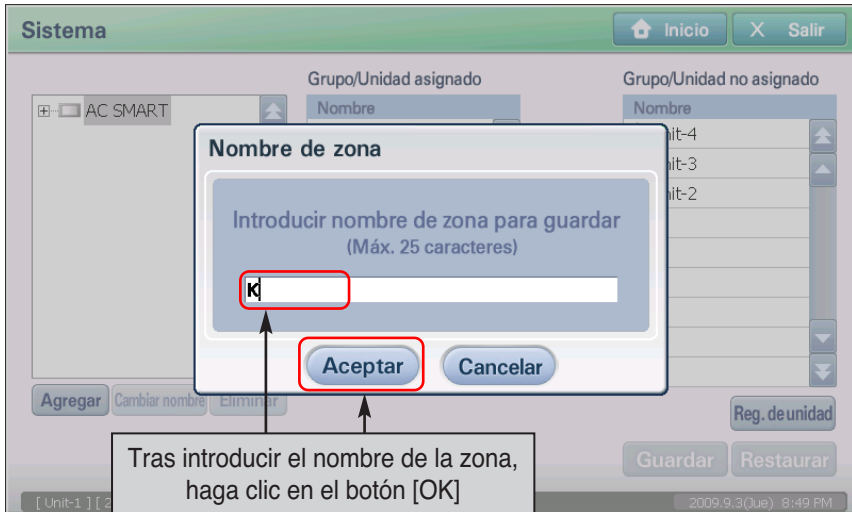 Sistema
Inicio
X Salir
Grupo/Unidad asignado
Grupo/Unidad no asignado
AC SMART
Nombre
Nombre
nit-4
nit-3
nit-2
Nombre de zona
Introducir nombre de zona para guardar
(Máx. 25 caracteres)
K
Aceptar
Cancelar
Agregar
Cambiar nombre
Eliminar
Reg. de unidad
Tras introducir el nombre de la zona,
haga clic en el botón [OK]
Guardar
Restaurar
[ Unit-1 ] [ 2
2009.9.3(Jue) 8:49 PM